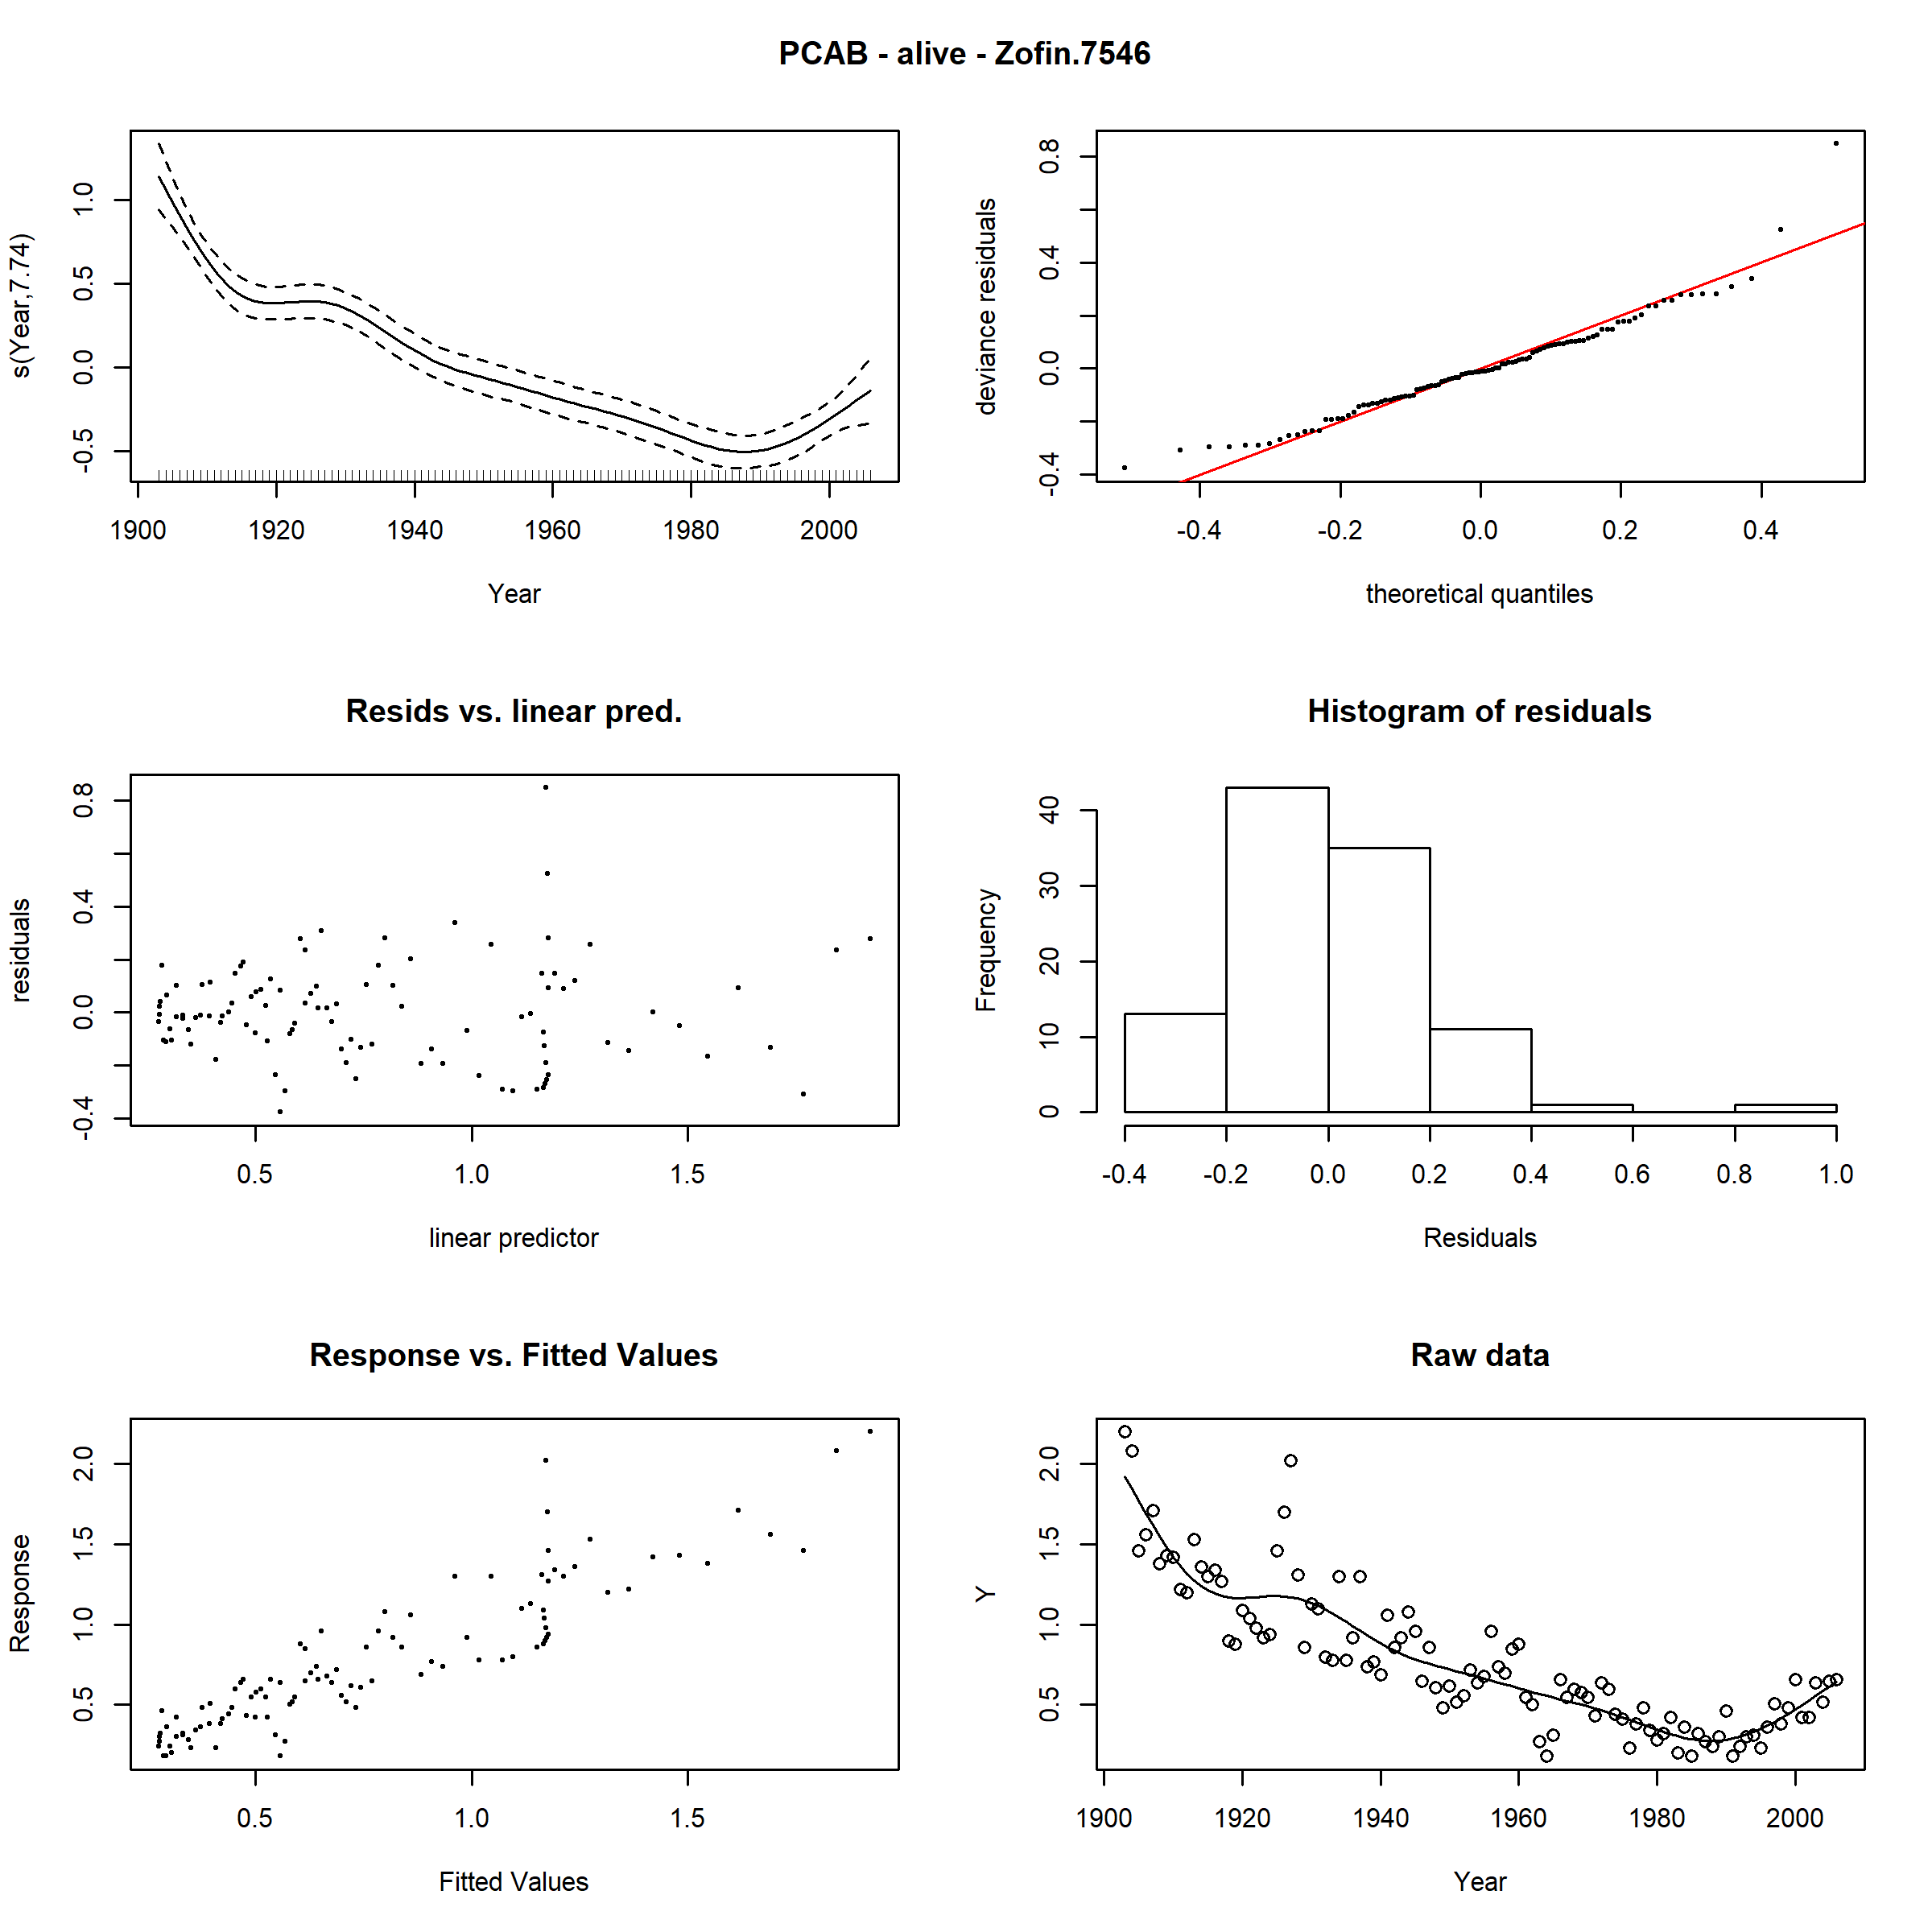 PCAB - alive - Zofin.7546
s(Year,7.74)
-0.5 0.0 0.5 1.0
1900 1920 1940 1960 1980 2000
Year
deviance residuals
-0.4 0.0 0.4 0.8
-0.4 -0.2 0.0 0.2 0.4
theoretical quantiles
Resids vs. linear pred.
residuals
-0.4 0.0 0.4 0.8
0.5 1.0 1.5
linear predictor
Histogram of residuals
Frequency
0 10 20 30 40
-0.4 -0.2 0.0 0.2 0.4 0.6 0.8 1.0
Residuals
Response vs. Fitted Values
Response
0.5 1.0 1.5 2.0
0.5 1.0 1.5
Fitted Values
Raw data
Y
0.5 1.0 1.5 2.0
1900 1920 1940 1960 1980 2000
Year